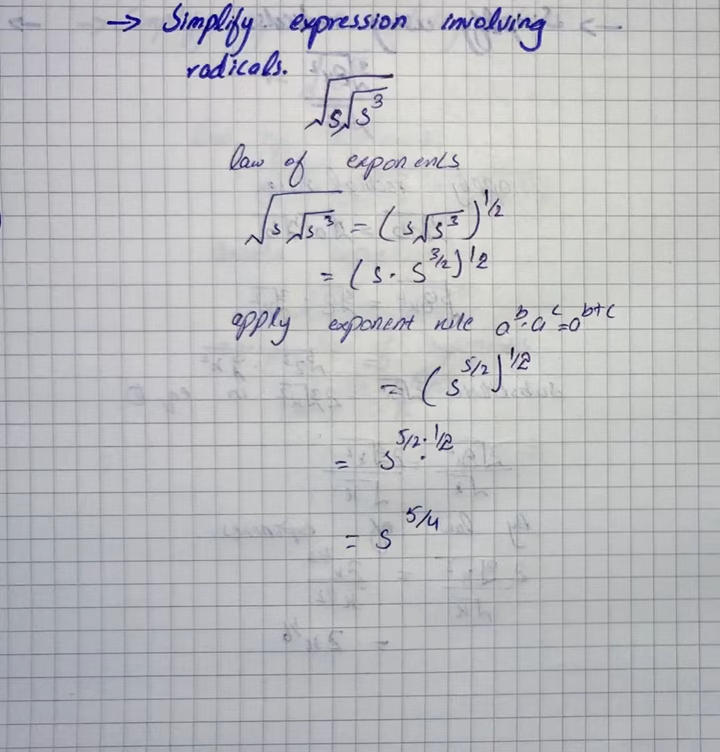 → Simplify expression involving
radicals.
√(s√(s³))
law of exponents
√(s√(s³)) = (s√(s³))^1/2
= (s · s^3/2)^1/2
apply exponent rule a^b · a^c = a^b+c
= (s^5/2)^1/2
= s^5/2 · 1/2
= s^5/4